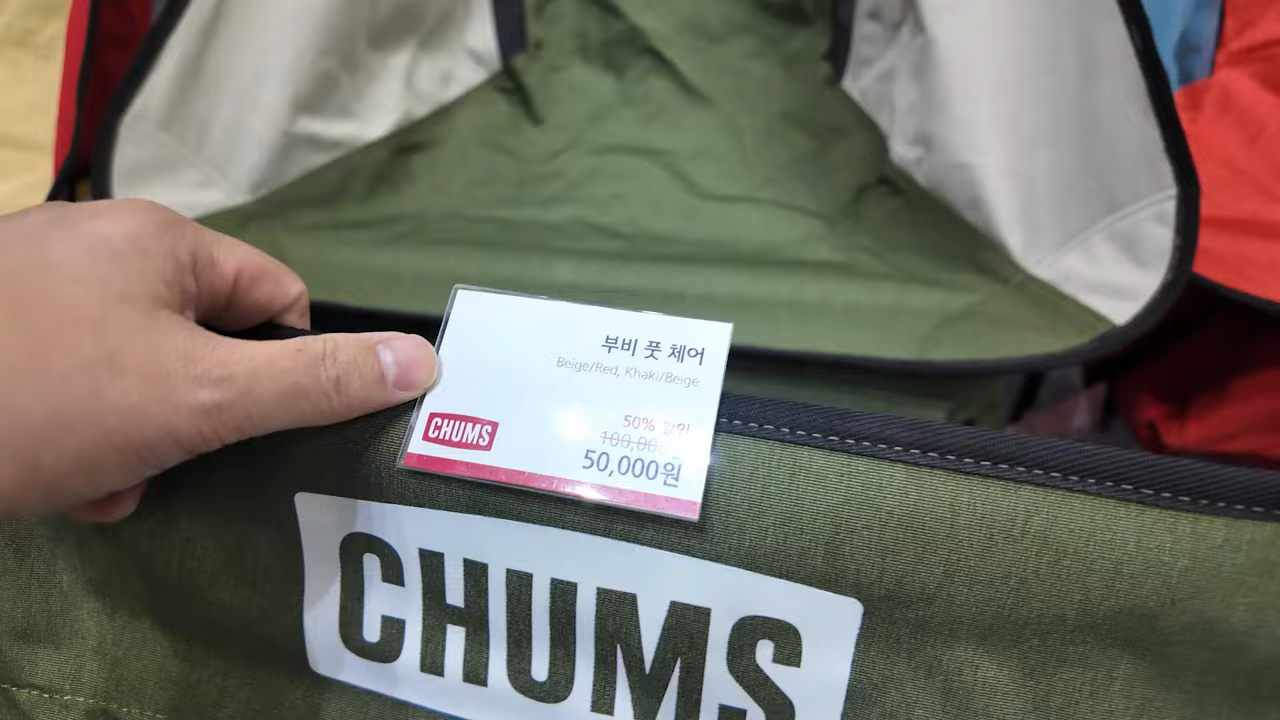 부비 풋 체어
Beige/Red, Khaki/Beige
50% 할인
CHUMS
50,000원
CHUMS